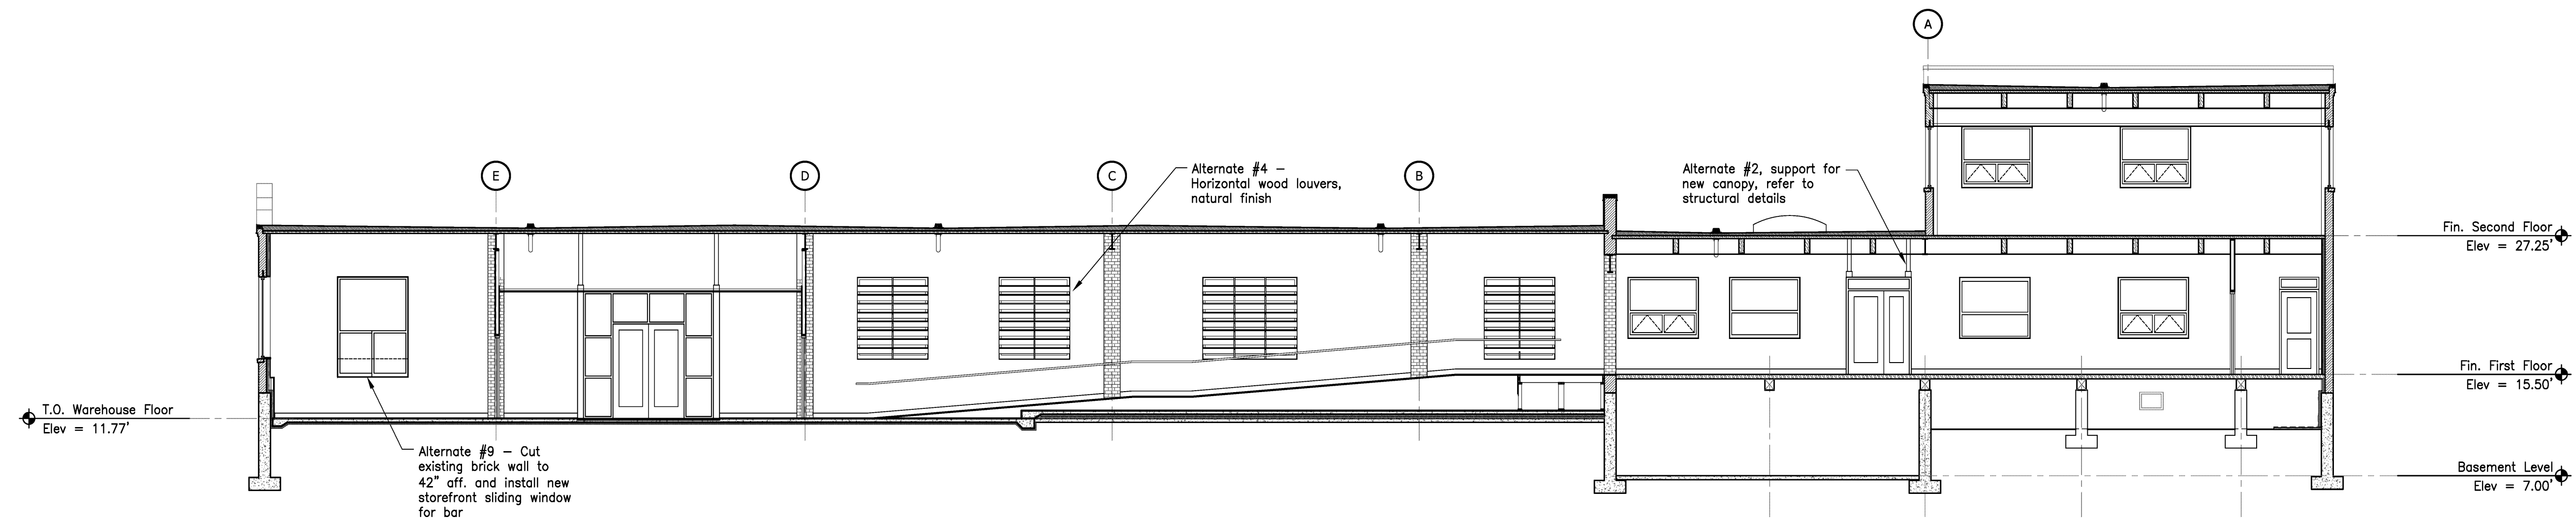 A
E
D
C
B
Alternate #4 –
Horizontal wood louvers,
natural finish
Alternate #2, support for
new canopy, refer to
structural details
Fin. Second Floor
Elev = 27.25'
Fin. First Floor
Elev = 15.50'
T.O. Warehouse Floor
Elev = 11.77'
Alternate #9 – Cut
existing brick wall to
42" aff. and install new
storefront sliding window
for bar
Basement Level
Elev = 7.00'